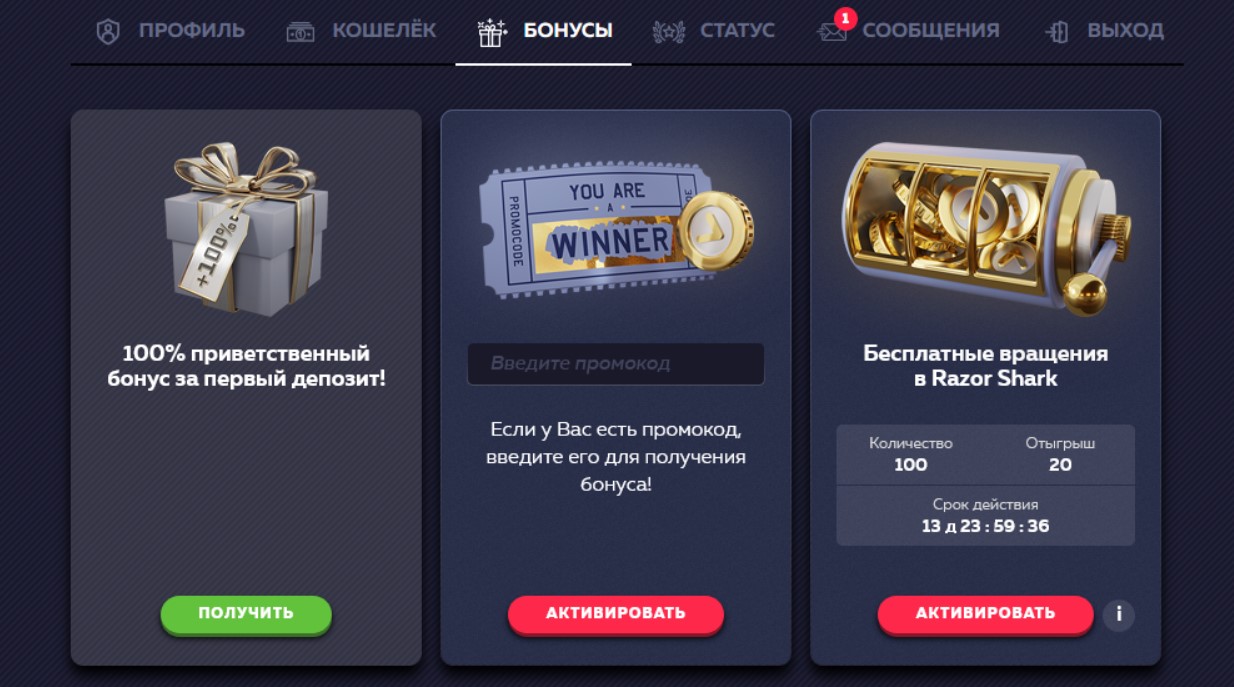 ПРОФИЛЬ КОШЕЛЁК БОНУСЫ СТАТУС 1 СООБЩЕНИЯ ВЫХОД
+100%
100% приветственный
бонус за первый депозит!
ПОЛУЧИТЬ
PROMOCODE
YOU ARE
A
WINNER
Введите промокод
Если у Вас есть промокод,
введите его для получения
бонуса!
АКТИВИРОВАТЬ
Бесплатные вращения
в Razor Shark
Количество Отыгрыш
100 20
Срок действия
13 д 23 : 59 : 36
АКТИВИРОВАТЬ i